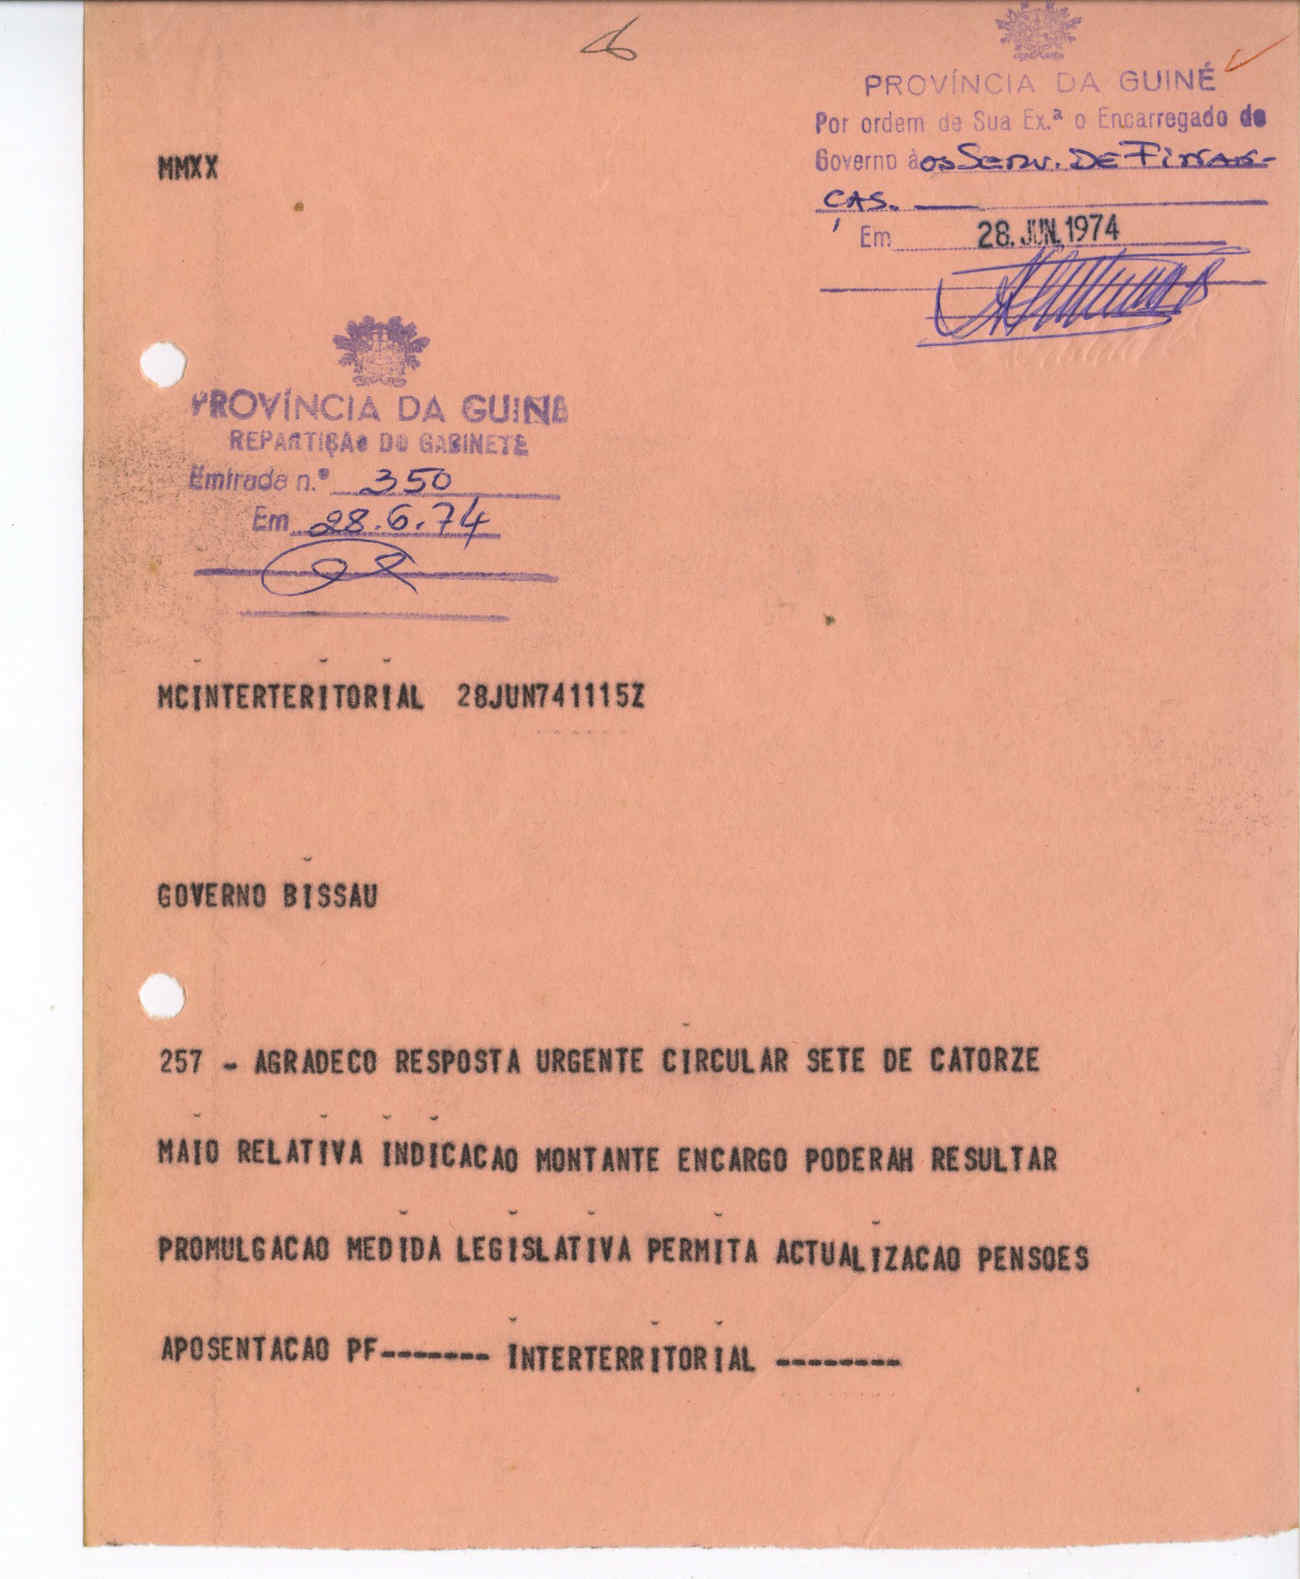 PROVÍNCIA DA GUINÉ
Por ordem de Sua Ex.ª o Encarregado do
Governo àos Serv. DE Finan-
ças.
Em 28. JUN. 1974
MMXX
PROVÍNCIA DA GUINÉ
REPARTIÇÃO DO GABINETE
Entrada n.º 350
Em 28.6.74
MCINTERTERITORIAL 28JUN741115Z
GOVERNO BISSAU
257 - AGRADECO RESPOSTA URGENTE CIRCULAR SETE DE CATORZE
MAIO RELATIVA INDICACAO MONTANTE ENCARGO PODERAH RESULTAR
PROMULGACAO MEDIDA LEGISLATIVA PERMITA ACTUALIZACAO PENSOES
APOSENTACAO PF------- INTERTERRITORIAL --------